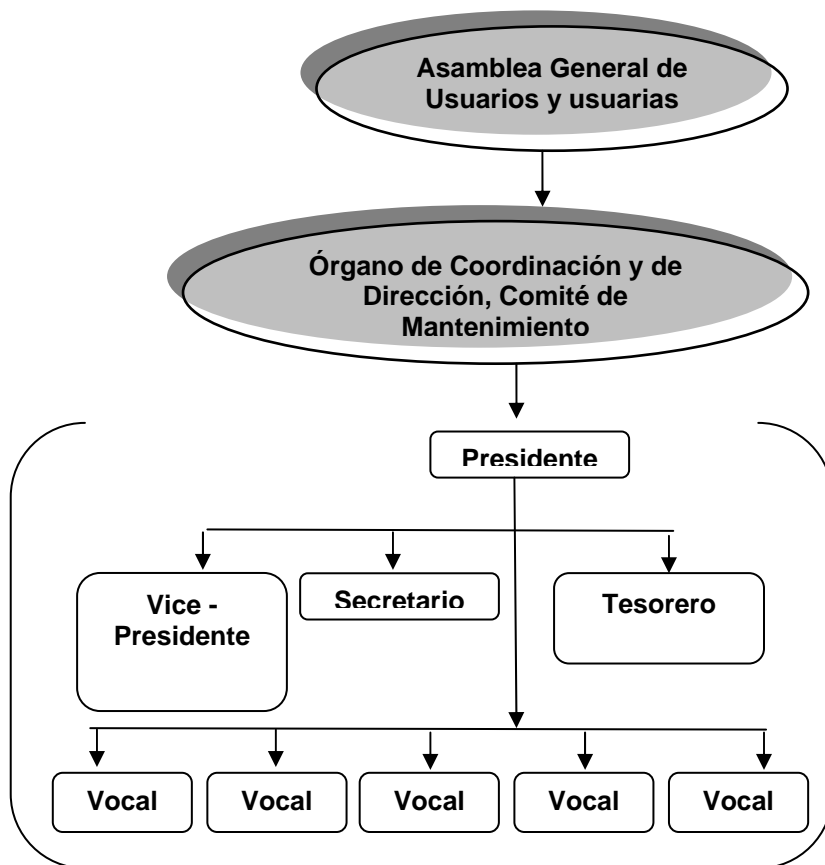 Asamblea General de
Usuarios y usuarias
Órgano de Coordinación y de
Dirección, Comité de
Mantenimiento
Presidente
Vice -
Presidente
Secretario
Tesorero
Vocal
Vocal
Vocal
Vocal
Vocal